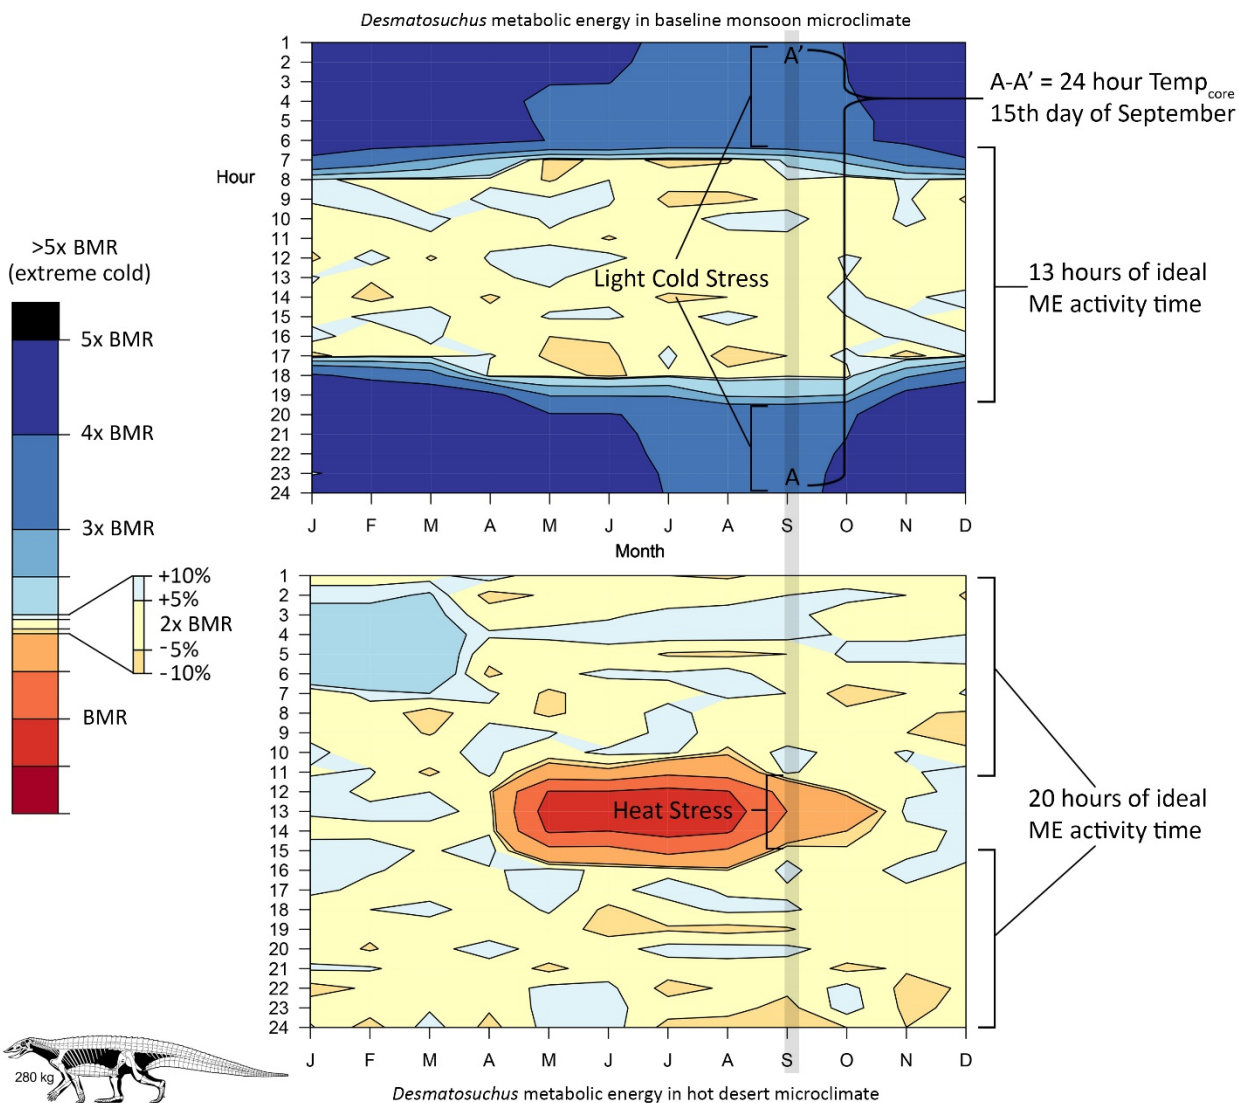 Desmatosuchus metabolic energy in baseline monsoon microclimate
1
2
3
4
5
6
7
8
9
10
11
12
13
14
15
16
17
18
19
20
21
22
23
24
Hour
A'
A
Light Cold Stress
A-A' = 24 hour Temp core
15th day of September
13 hours of ideal
ME activity time
J F M A M J J A S O N D
Month
>5x BMR
(extreme cold)
5x BMR
4x BMR
3x BMR
+10%
+5%
2x BMR
-5%
-10%
BMR
1
2
3
4
5
6
7
8
9
10
11
12
13
14
15
16
17
18
19
20
21
22
23
24
Heat Stress
20 hours of ideal
ME activity time
J F M A M J J A S O N D
280 kg
Desmatosuchus metabolic energy in hot desert microclimate